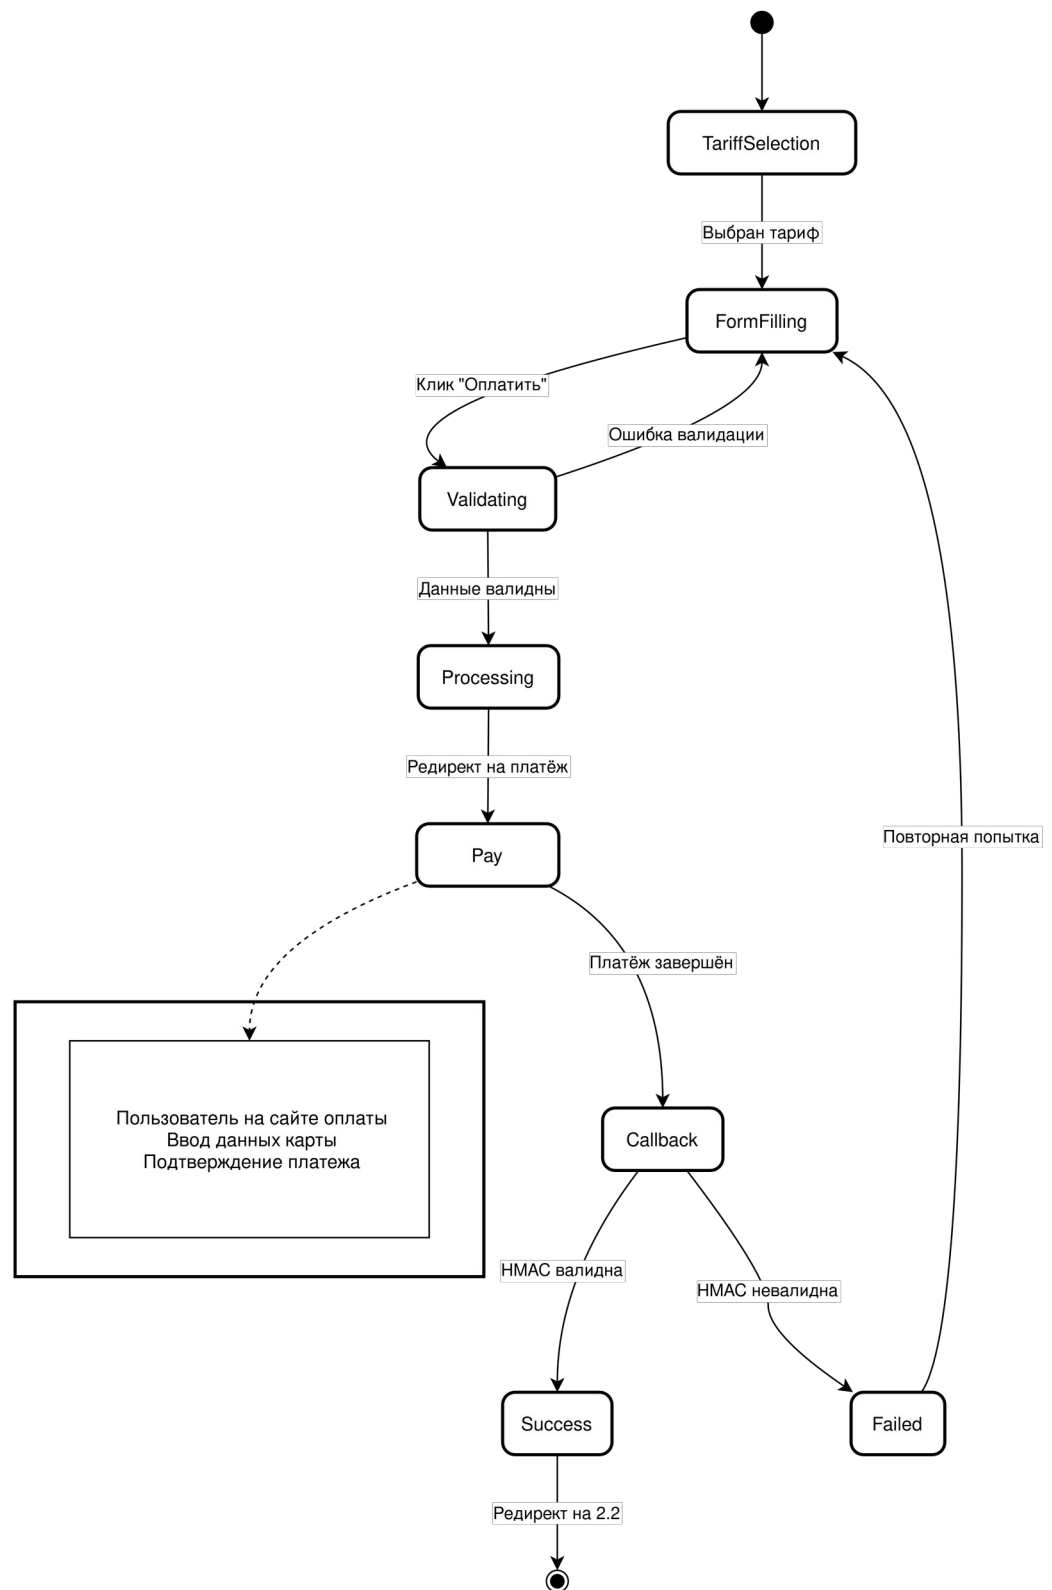 TariffSelection
Выбран тариф
FormFilling
Клик "Оплатить"
Ошибка валидации
Validating
Данные валидны
Processing
Редирект на платёж
Повторная попытка
Pay
Платёж завершён
Пользователь на сайте оплаты
Ввод данных карты
Подтверждение платежа
Callback
HMAC валидна
HMAC невалидна
Success
Failed
Редирект на 2.2